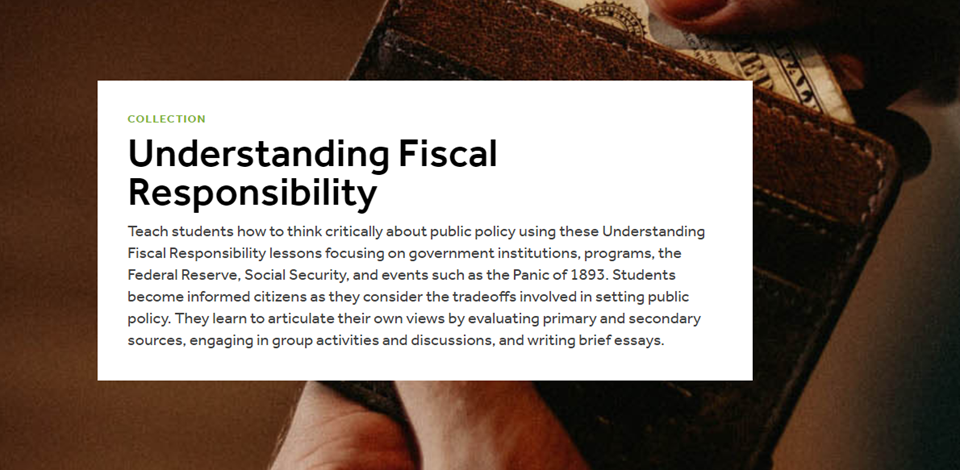 COLLECTION
Understanding Fiscal
Responsibility
Teach students how to think critically about public policy using these Understanding
Fiscal Responsibility lessons focusing on government institutions, programs, the
Federal Reserve, Social Security, and events such as the Panic of 1893. Students
become informed citizens as they consider the tradeoffs involved in setting public
policy. They learn to articulate their own views by evaluating primary and secondary
sources, engaging in group activities and discussions, and writing brief essays.